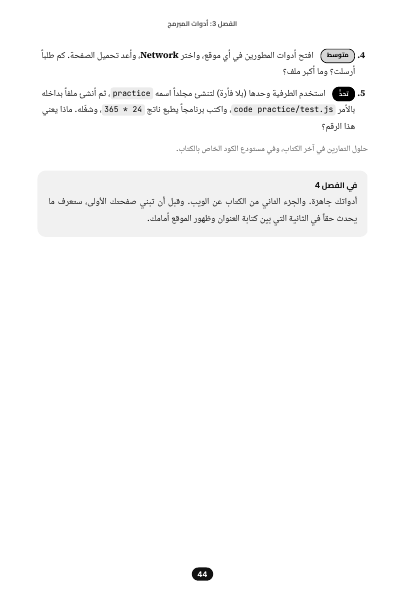 الفصل 3: أدوات المبرمج
4. متوسط افتح أدوات المطورين في أي موقع، واختر Network، وأعد تحميل الصفحة. كم طلباً
أرسلت؟ وما أكبر ملف؟
5. تحدٍّ استخدم الطرفية وحدها (بلا فأرة) لتنشئ مجلداً اسمه practice، ثم أنشئ ملفاً بداخله
بالأمر code practice/test.js، واكتب برنامجاً يطبع ناتج 24 * 365، وشغّله. ماذا يعني
هذا الرقم؟
حلول التمارين في آخر الكتاب، وفي مستودع الكود الخاص بالكتاب.
في الفصل 4
أدواتك جاهزة. والجزء الثاني من الكتاب عن الويب. وقبل أن تبني صفحتك الأولى، ستعرف ما
يحدث حقاً في الثانية التي بين كتابة العنوان وظهور الموقع أمامك.
44